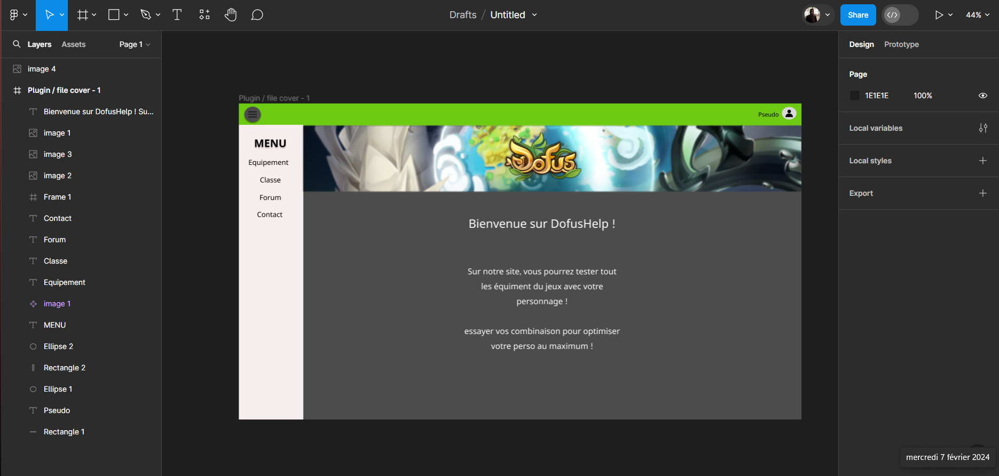 Drafts / Untitled
Share
44%
Layers Assets Page 1
image 4
Plugin / file cover - 1
Bienvenue sur DofusHelp ! Su...
image 1
image 3
image 2
Frame 1
Contact
Forum
Classe
Equipement
image 1
MENU
Ellipse 2
Rectangle 2
Ellipse 1
Pseudo
Rectangle 1
Plugin / file cover - 1
Pseudo
MENU
Equipement
Classe
Forum
Contact
Dofus
Bienvenue sur DofusHelp !
Sur notre site, vous pourrez tester tout
les équiment du jeux avec votre
personnage !
essayer vos combinaison pour optimiser
votre perso au maximum !
Design Prototype
Page
1E1E1E 100%
Local variables
Local styles
Export
mercredi 7 février 2024